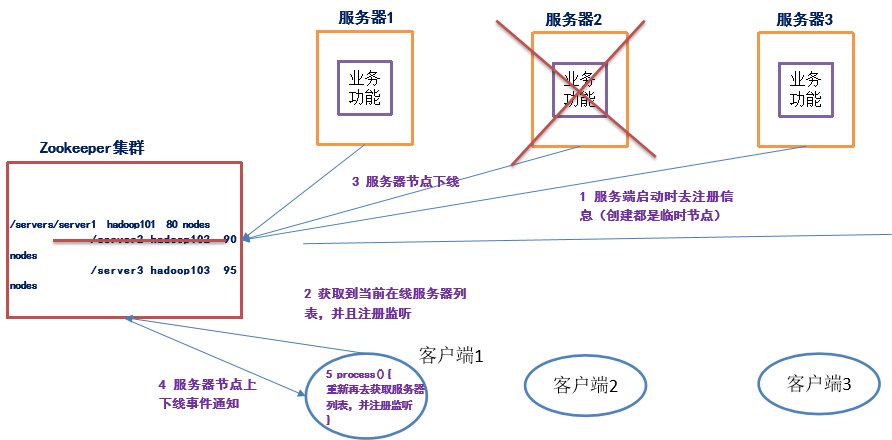 服务器1
服务器2
服务器3
业务
功能
业务
功能
业务
功能
Zookeeper集群
3 服务器节点下线
1 服务端启动时去注册信
息（创建都是临时节点）
/servers/server1 hadoop101 80 nodes
/server2 hadoop102 90
nodes
/server3 hadoop103 95
nodes
2 获取到当前在线服务器列
表，并且注册监听
客户端1
4 服务器节点上
下线事件通知
5 process(){
重新再去获取服务器
列表，并注册监听
}
客户端2
客户端3